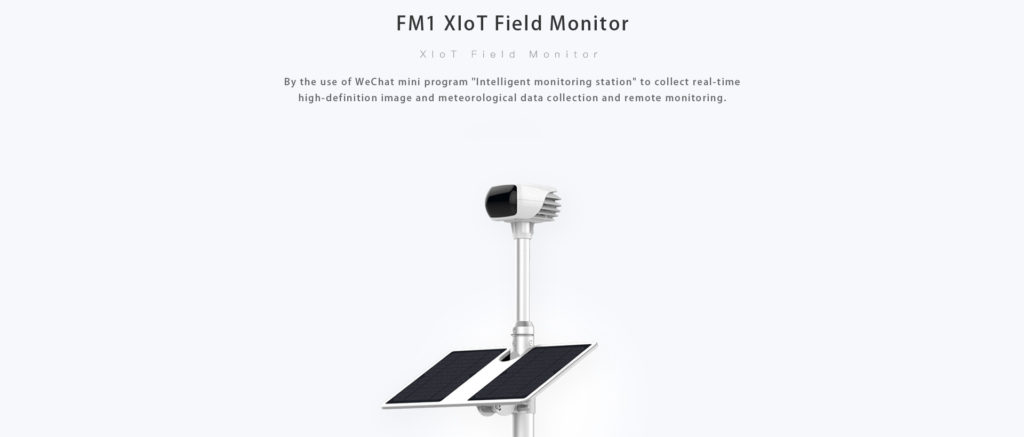 FM1 XIoT Field Monitor
XIoT Field Monitor
By the use of WeChat mini program "Intelligent monitoring station" to collect real-time
high-definition image and meteorological data collection and remote monitoring.